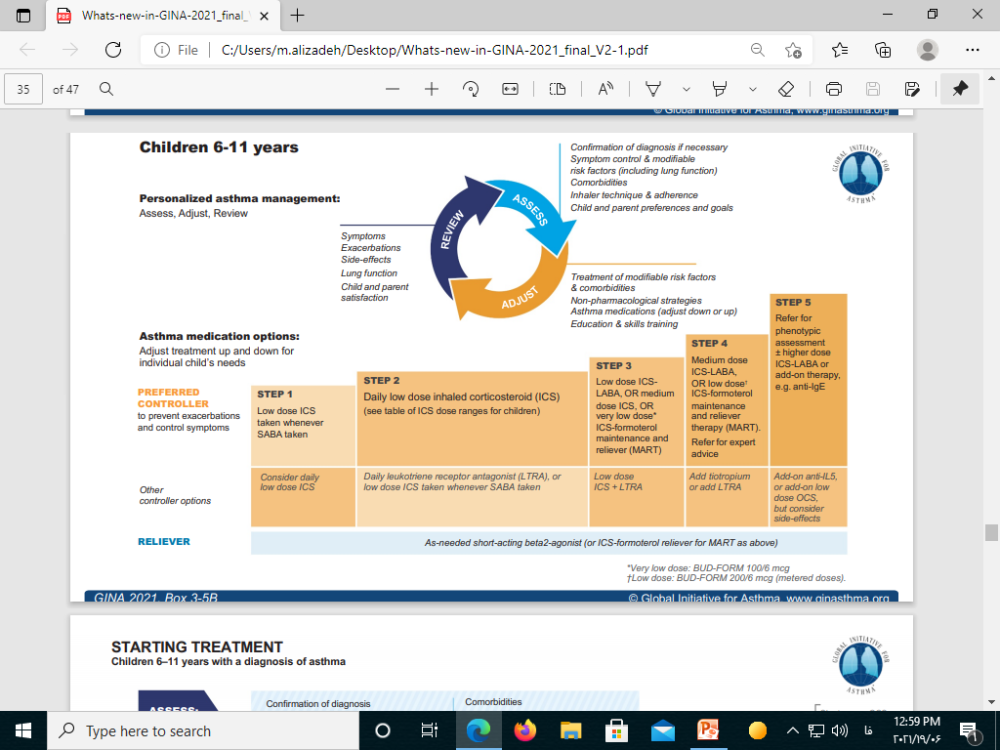 Whats-new-in-GINA-2021_final_
File
C:/Users/m.alizadeh/Desktop/Whats-new-in-GINA-2021_final_V2-1.pdf
35 of 47
© Global Initiative for Asthma, www.ginasthma.org
Children 6-11 years
Personalized asthma management:
Assess, Adjust, Review
Symptoms
Exacerbations
Side-effects
Lung function
Child and parent
satisfaction
REVIEW
ASSESS
ADJUST
Confirmation of diagnosis if necessary
Symptom control & modifiable
risk factors (including lung function)
Comorbidities
Inhaler technique & adherence
Child and parent preferences and goals
GLOBAL INITIATIVE FOR ASTHMA
Treatment of modifiable risk factors
& comorbidities
Non-pharmacological strategies
Asthma medications (adjust down or up)
Education & skills training
Asthma medication options:
Adjust treatment up and down for
individual child's needs
PREFERRED
CONTROLLER
to prevent exacerbations
and control symptoms
STEP 1
Low dose ICS
taken whenever
SABA taken
STEP 2
Daily low dose inhaled corticosteroid (ICS)
(see table of ICS dose ranges for children)
STEP 3
Low dose ICS-
LABA, OR medium
dose ICS, OR
very low dose*
ICS-formoterol
maintenance and
reliever (MART)
STEP 4
Medium dose
ICS-LABA,
OR low dose†
ICS-formoterol
maintenance
and reliever
therapy (MART).
Refer for expert
advice
STEP 5
Refer for
phenotypic
assessment
± higher dose
ICS-LABA or
add-on therapy,
e.g. anti-IgE
Other
controller options
Consider daily
low dose ICS
Daily leukotriene receptor antagonist (LTRA), or
low dose ICS taken whenever SABA taken
Low dose
ICS + LTRA
Add tiotropium
or add LTRA
Add-on anti-IL5,
or add-on low
dose OCS,
but consider
side-effects
RELIEVER
As-needed short-acting beta2-agonist (or ICS-formoterol reliever for MART as above)
*Very low dose: BUD-FORM 100/6 mcg
†Low dose: BUD-FORM 200/6 mcg (metered doses).
GINA 2021, Box 3-5B
© Global Initiative for Asthma, www.ginasthma.org
STARTING TREATMENT
Children 6–11 years with a diagnosis of asthma
GLOBAL INITIATIVE FOR ASTHMA
ASSESS:
Confirmation of diagnosis
Comorbidities
Type here to search
فا
12:59 PM
۲۰۲۱/۱۹/۰۶
1